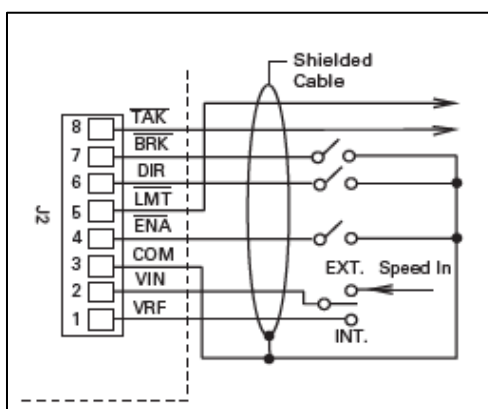 Shielded
Cable
J2
8 TAK
7 BRK
6 DIR
5 LMT
4 ENA
3 COM
2 VIN
1 VRF
EXT. Speed In
INT.